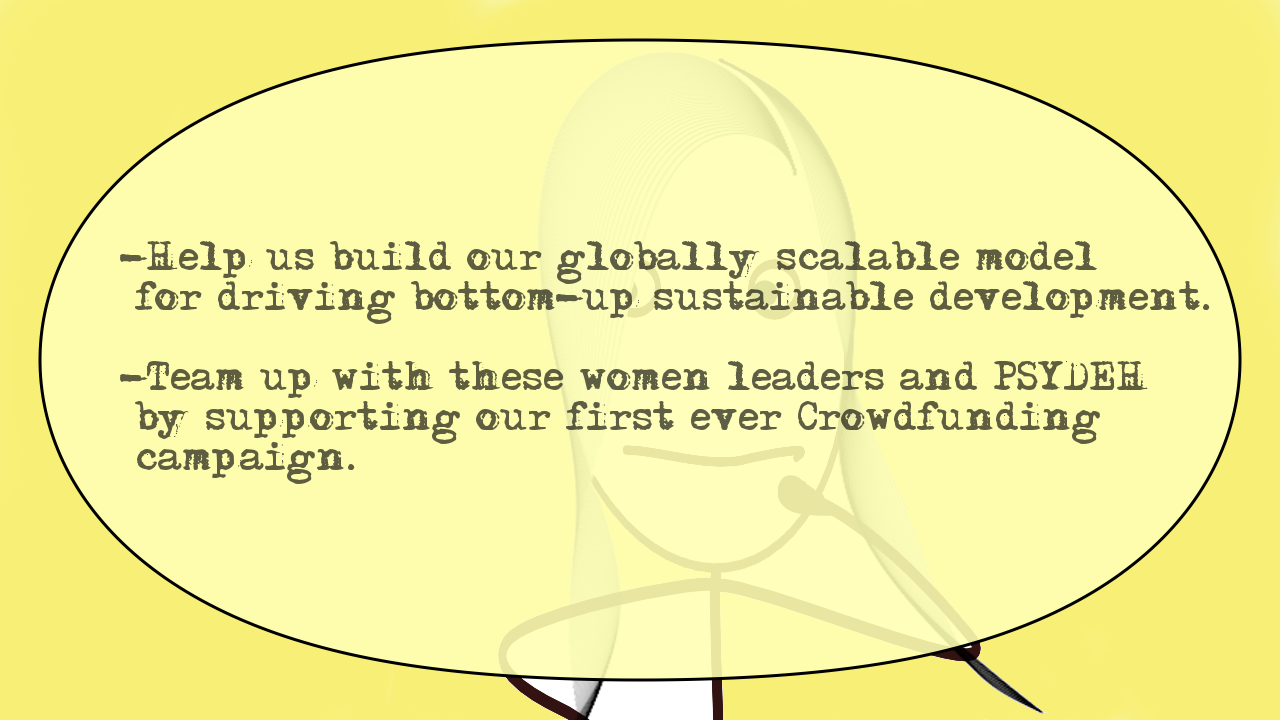 -Help us build our globally scalable model
for driving bottom-up sustainable development.
-Team up with these women leaders and PSYDEH
by supporting our first ever Crowdfunding
campaign.